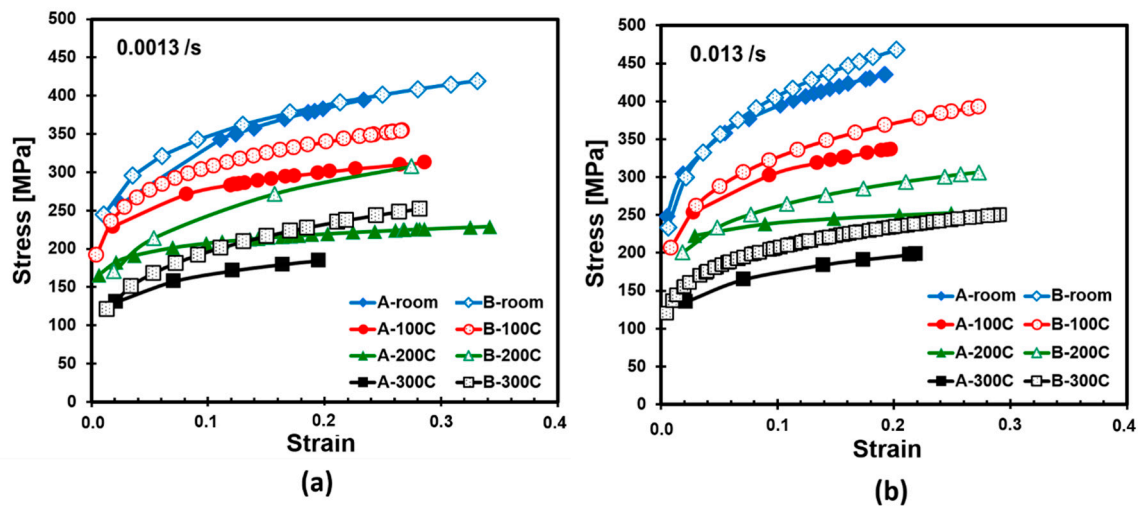 500
450
400
350
300
250
200
150
100
50
0
Stress [MPa]
0.0013 /s
A-room B-room
A-100C B-100C
A-200C B-200C
A-300C B-300C
0.0 0.1 0.2 0.3 0.4
Strain
(a)
500
450
400
350
300
250
200
150
100
50
0
Stress [MPa]
0.013 /s
A-room B-room
A-100C B-100C
A-200C B-200C
A-300C B-300C
0.0 0.1 0.2 0.3 0.4
Strain
(b)